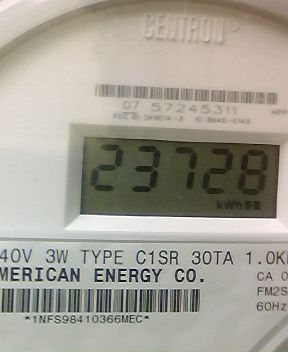 CENTRON®
07 57245311
23728
kWh
40V 3W TYPE C1SR 30TA 1.0K
MERICAN ENERGY CO.
CA 0
FM2S
60Hz
*1NFS98410366MEC*